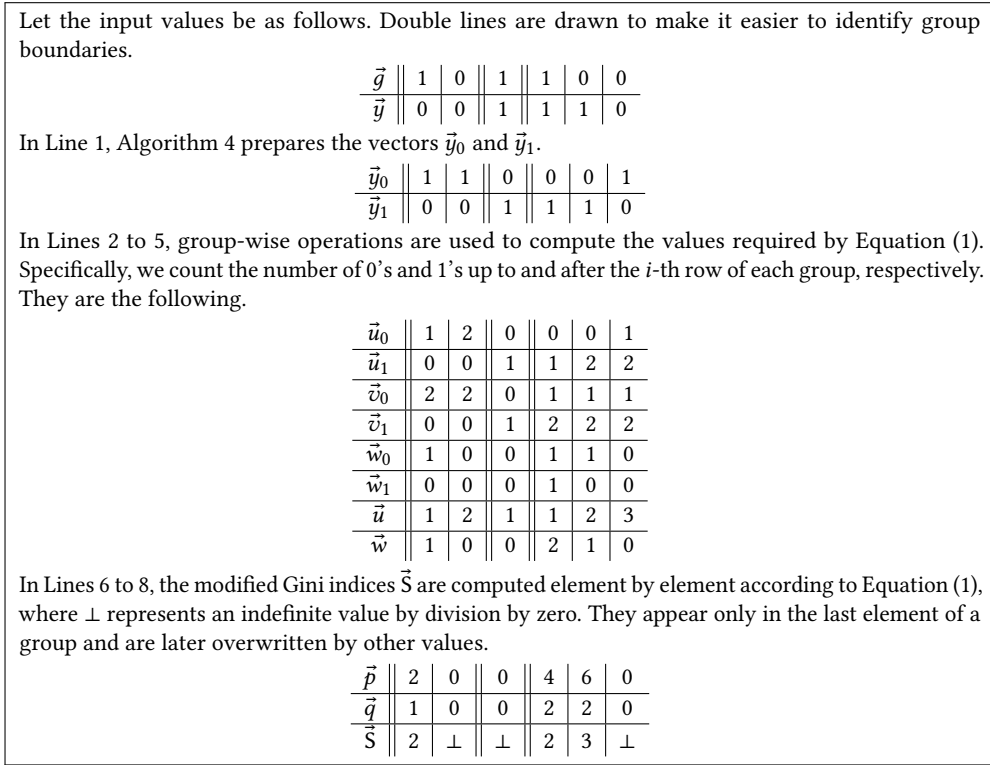 Let the input values be as follows. Double lines are drawn to make it easier to identify group
boundaries.
g⃗ 1 0 1 1 0 0
y⃗ 0 0 1 1 1 0
In Line 1, Algorithm 4 prepares the vectors y⃗₀ and y⃗₁.
y⃗₀ 1 1 0 0 0 1
y⃗₁ 0 0 1 1 1 0
In Lines 2 to 5, group-wise operations are used to compute the values required by Equation (1).
Specifically, we count the number of 0's and 1's up to and after the i-th row of each group, respectively.
They are the following.
u⃗₀ 1 2 0 0 0 1
u⃗₁ 0 0 1 1 2 2
v⃗₀ 2 2 0 1 1 1
v⃗₁ 0 0 1 2 2 2
w⃗₀ 1 0 0 1 1 0
w⃗₁ 0 0 0 1 0 0
u⃗ 1 2 1 1 2 3
w⃗ 1 0 0 2 1 0
In Lines 6 to 8, the modified Gini indices S⃗ are computed element by element according to Equation (1),
where ⊥ represents an indefinite value by division by zero. They appear only in the last element of a
group and are later overwritten by other values.
p⃗ 2 0 0 4 6 0
q⃗ 1 0 0 2 2 0
S⃗ 2 ⊥ ⊥ 2 3 ⊥